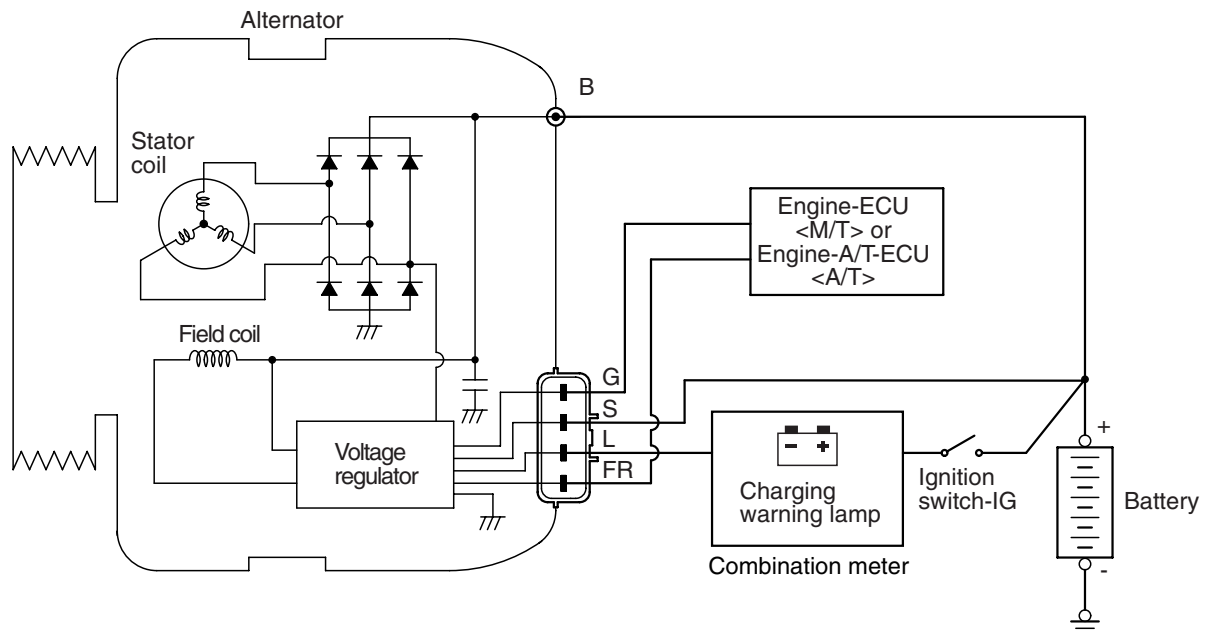 Alternator
B
Stator
coil
Engine-ECU
<M/T> or
Engine-A/T-ECU
<A/T>
Field coil
G
S
L
FR
Voltage
regulator
- +
Charging
warning lamp
Ignition
switch-IG
+
Battery
-
Combination meter